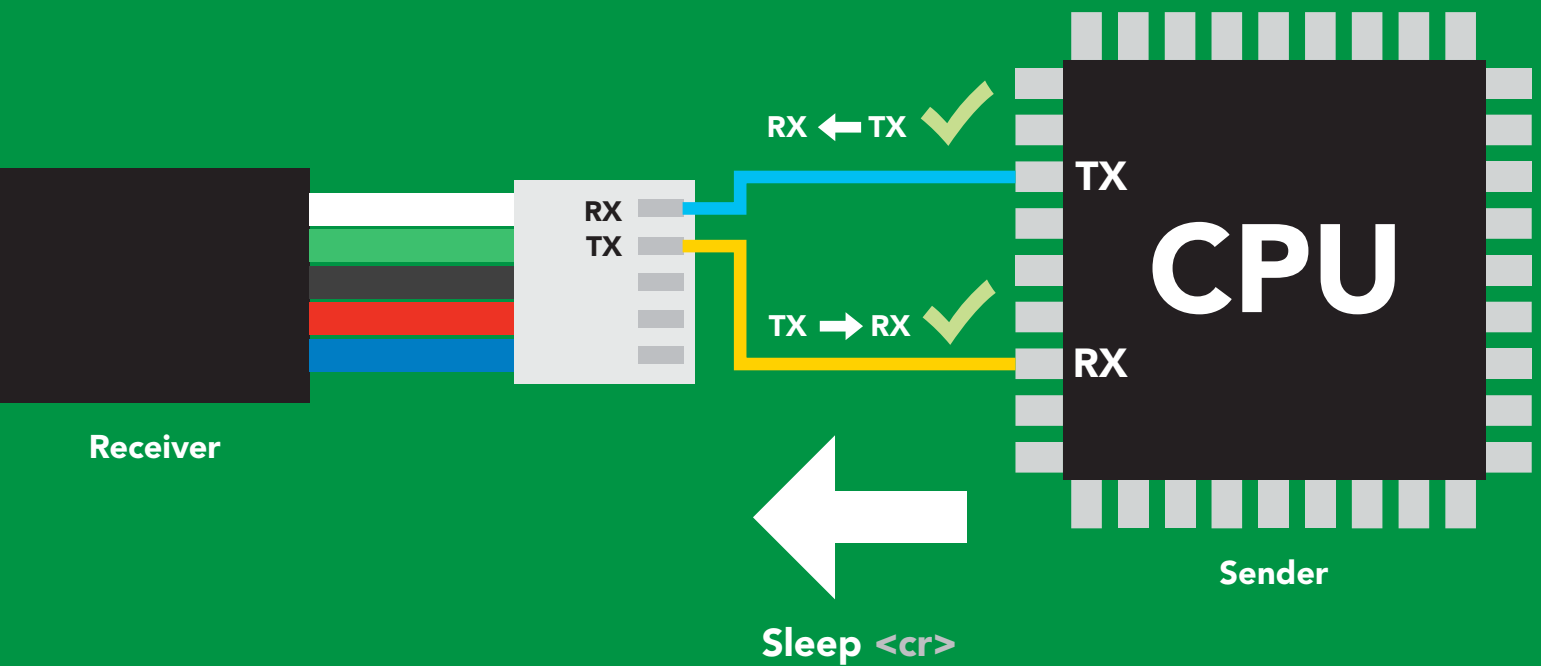 RX ← TX
TX
RX
TX
CPU
TX → RX
RX
Receiver
Sender
Sleep <cr>